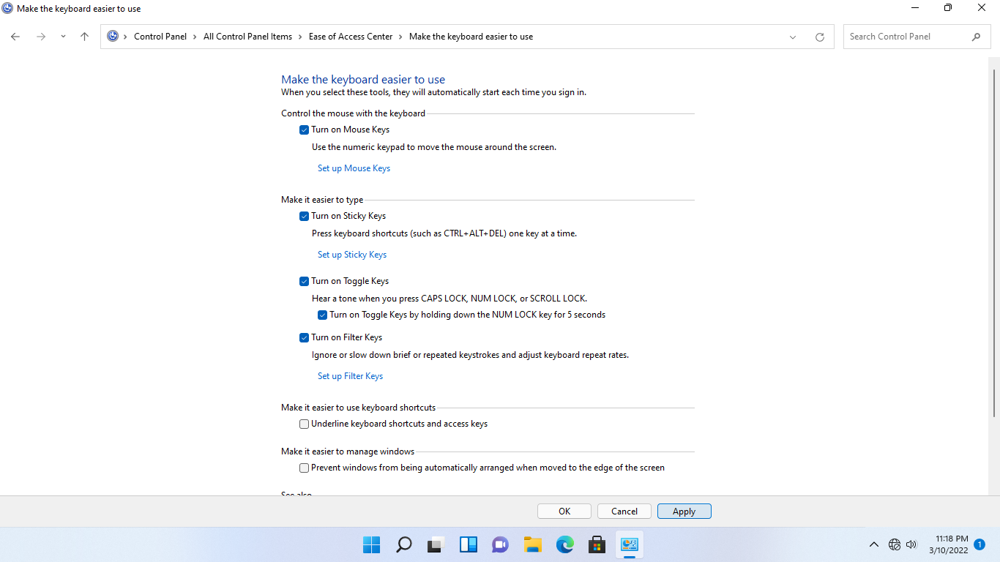 Make the keyboard easier to use
Control Panel
All Control Panel Items
Ease of Access Center
Make the keyboard easier to use
Search Control Panel
Make the keyboard easier to use
When you select these tools, they will automatically start each time you sign in.
Control the mouse with the keyboard
Turn on Mouse Keys
Use the numeric keypad to move the mouse around the screen.
Set up Mouse Keys
Make it easier to type
Turn on Sticky Keys
Press keyboard shortcuts (such as CTRL+ALT+DEL) one key at a time.
Set up Sticky Keys
Turn on Toggle Keys
Hear a tone when you press CAPS LOCK, NUM LOCK, or SCROLL LOCK.
Turn on Toggle Keys by holding down the NUM LOCK key for 5 seconds
Turn on Filter Keys
Ignore or slow down brief or repeated keystrokes and adjust keyboard repeat rates.
Set up Filter Keys
Make it easier to use keyboard shortcuts
Underline keyboard shortcuts and access keys
Make it easier to manage windows
Prevent windows from being automatically arranged when moved to the edge of the screen
See also
OK
Cancel
Apply
11:18 PM
3/10/2022
1